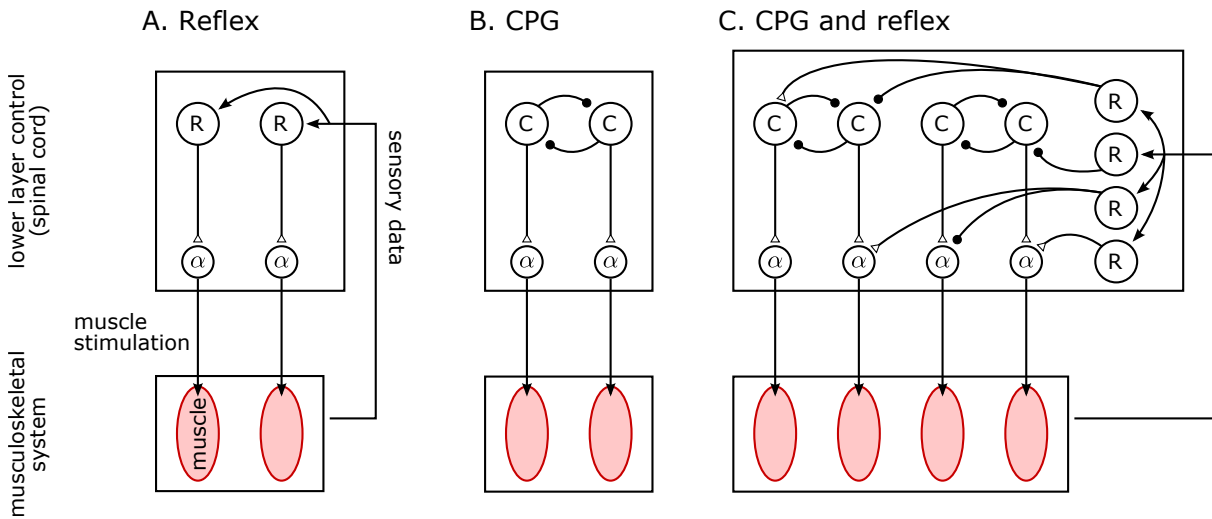 A. Reflex
B. CPG
C. CPG and reflex
lower layer control
(spinal cord)
R
R
α
α
sensory data
C
C
α
α
C
C
C
C
R
R
R
R
α
α
α
α
muscle
stimulation
musculoskeletal
system
muscle